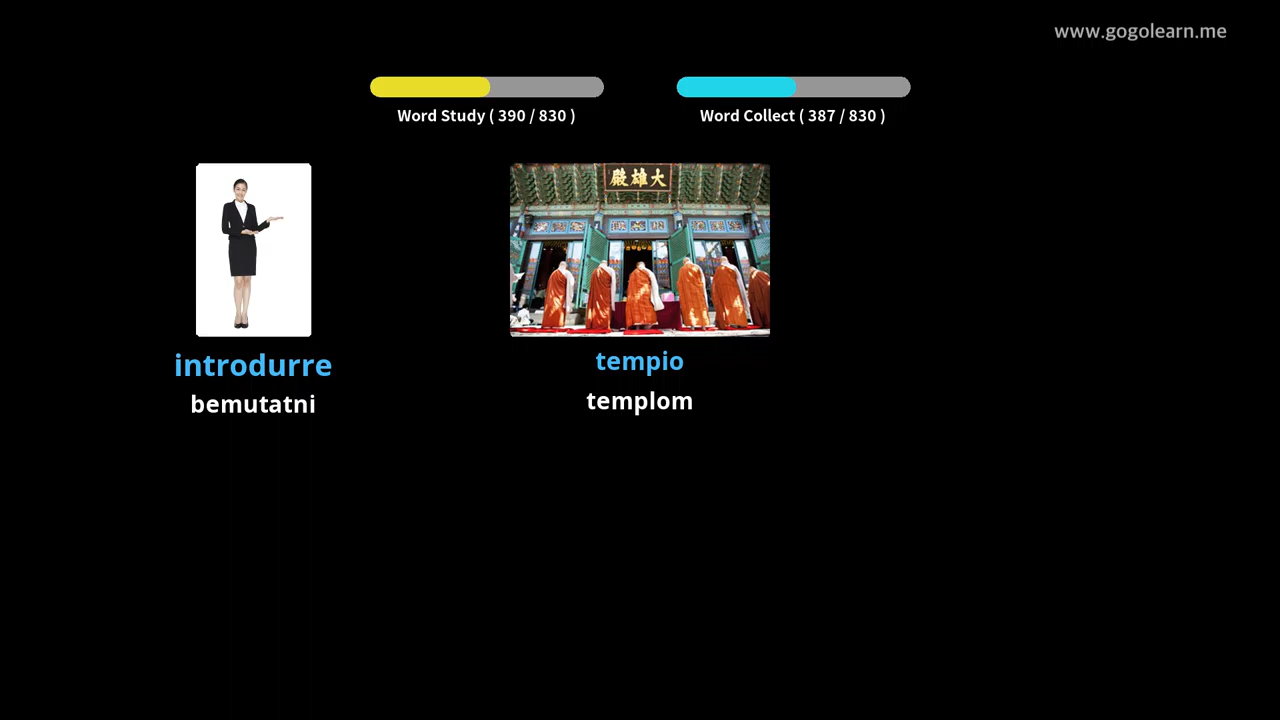 www.gogolearn.me
Word Study ( 390 / 830 )
Word Collect ( 387 / 830 )
大雄殿
introdurre
bemutatni
tempio
templom